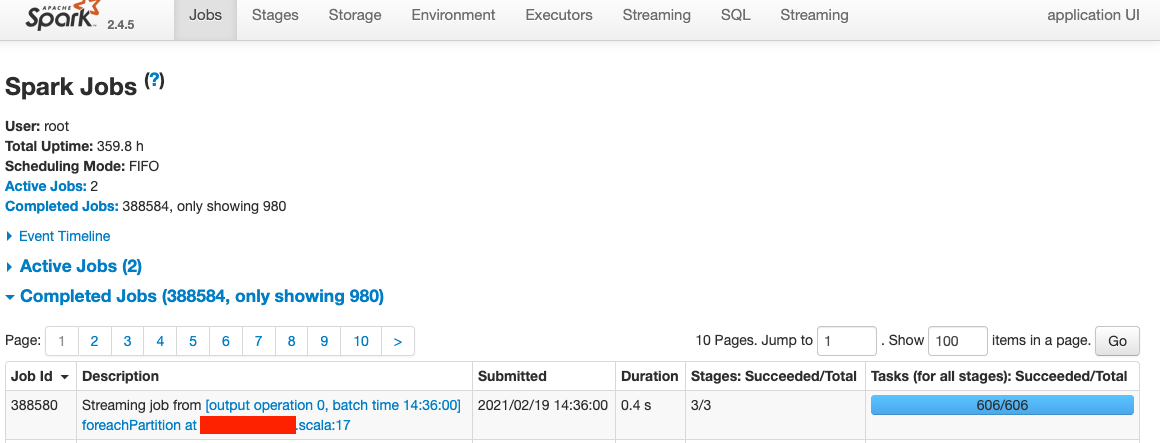 APACHE
Spark 2.4.5 Jobs Stages Storage Environment Executors Streaming SQL Streaming application UI
Spark Jobs (?)
User: root
Total Uptime: 359.8 h
Scheduling Mode: FIFO
Active Jobs: 2
Completed Jobs: 388584, only showing 980
Event Timeline
Active Jobs (2)
Completed Jobs (388584, only showing 980)
Page: 1 2 3 4 5 6 7 8 9 10 > 10 Pages. Jump to 1 . Show 100 items in a page. Go
Job Id Description Submitted Duration Stages: Succeeded/Total Tasks (for all stages): Succeeded/Total
388580 Streaming job from [output operation 0, batch time 14:36:00] 2021/02/19 14:36:00 0.4 s 3/3 606/606
foreachPartition at .scala:17